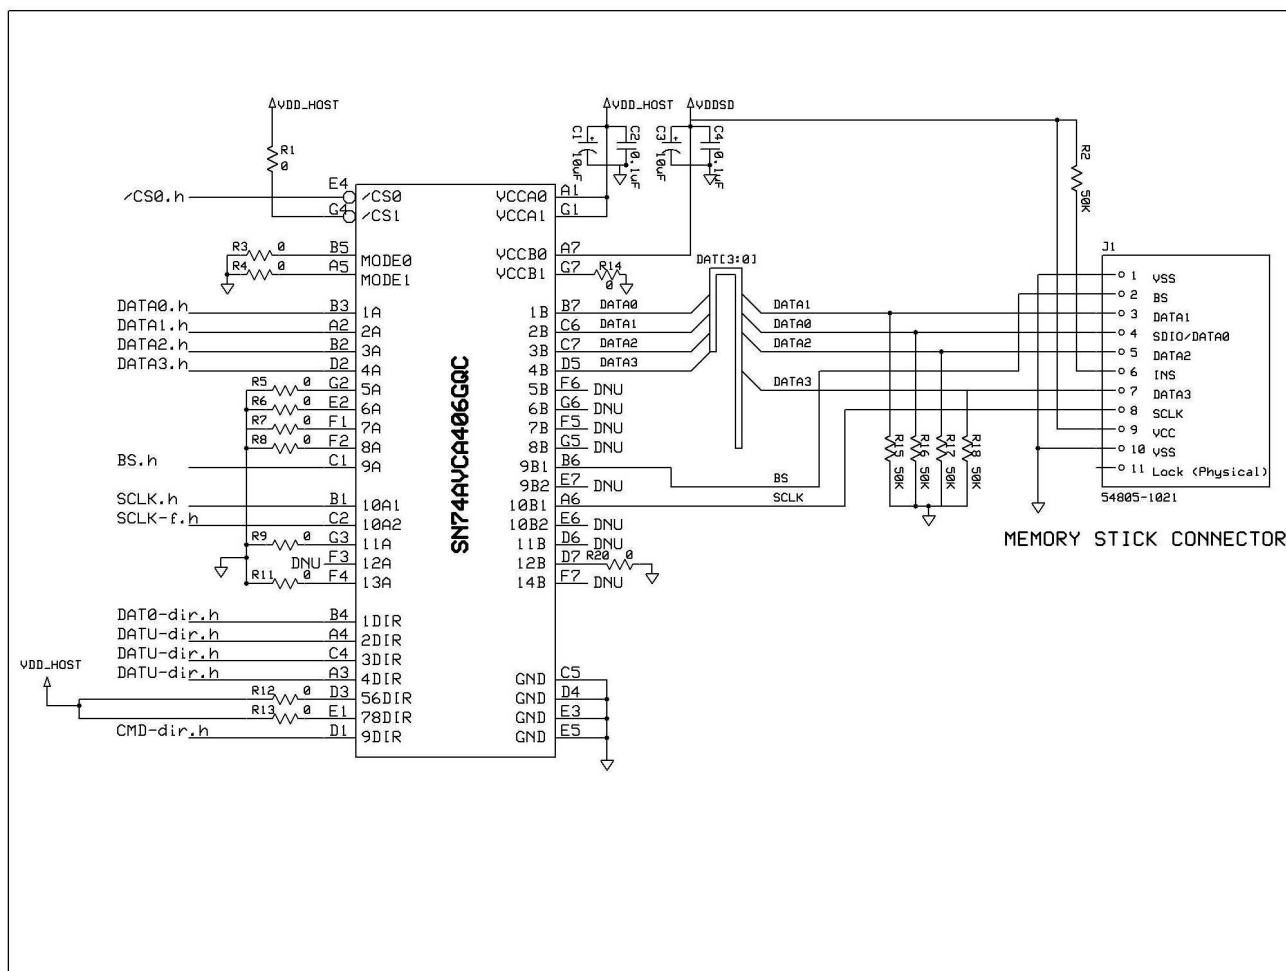 VDD_HOST
VDD_HOST
VDDSD
R1
0
C1
10uF
C2
0.1uF
C3
10uF
C4
0.1uF
R2
50K
/CS0.h
E4
/CS0
G4
/CS1
VCCA0
A1
VCCA1
G1
R3 0
B5
MODE0
R4 0
A5
MODE1
VCCB0
A7
VCCB1
G7
R14
0
DAT[3:0]
J1
DATA0.h
B3
1A
1B
B7
DATA0
DATA1
DATA1.h
A2
2A
2B
C6
DATA1
DATA0
DATA2.h
B2
3A
3B
C7
DATA2
DATA2
DATA3.h
D2
4A
4B
D5
DATA3
DATA3
1 VSS
2 BS
3 DATA1
4 SDIO/DATA0
5 DATA2
6 INS
7 DATA3
8 SCLK
9 VCC
10 VSS
11 Lock (Physical)
54805-1021
MEMORY STICK CONNECTOR
R5 0
G2
5A
5B
F6
DNU
R6 0
E2
6A
6B
G6
DNU
R7 0
F1
7A
7B
F5
DNU
R8 0
F2
8A
8B
G5
DNU
BS.h
C1
9A
9B1
B6
BS
9B2
E7
DNU
R15
50K
R16
50K
R17
50K
R18
50K
SCLK.h
B1
10A1
10B1
A6
SCLK
SCLK-f.h
C2
10A2
10B2
E6
DNU
R9 0
G3
11A
11B
D6
DNU
DNU
F3
12A
12B
D7
R20 0
R11 0
F4
13A
14B
F7
DNU
SN74AVCA406GQC
DAT0-dir.h
B4
1DIR
DATU-dir.h
A4
2DIR
DATU-dir.h
C4
3DIR
DATU-dir.h
A3
4DIR
GND
C5
VDD_HOST
R12 0
D3
56DIR
GND
D4
R13 0
E1
78DIR
GND
E3
CMD-dir.h
D1
9DIR
GND
E5